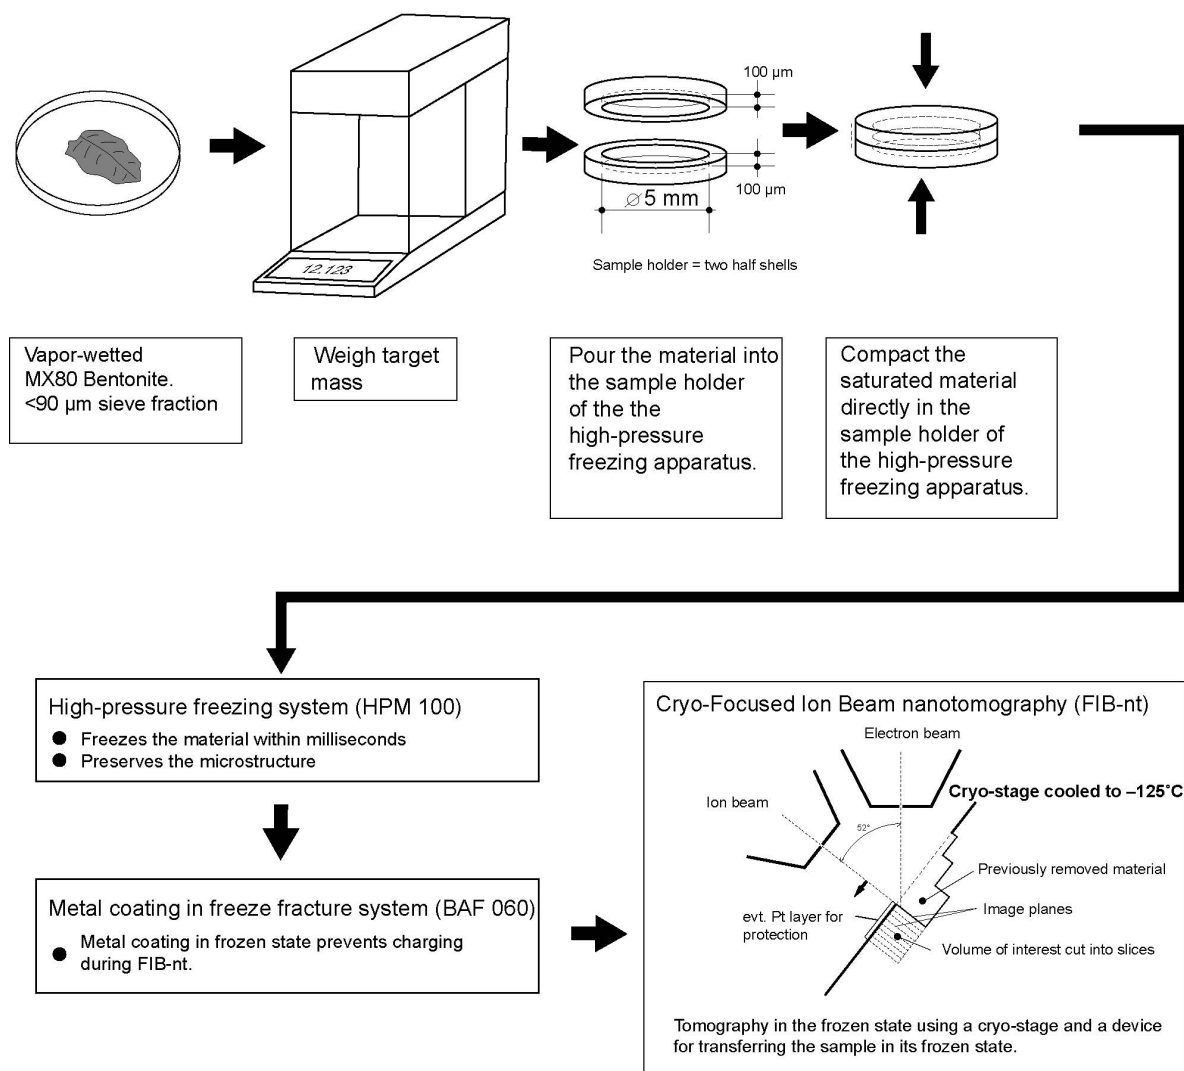 100 µm
100 µm
∅ 5 mm
Sample holder = two half shells
12.123
Vapor-wetted
MX80 Bentonite.
<90 µm sieve fraction
Weigh target
mass
Pour the material into
the sample holder
of the the
high-pressure
freezing apparatus.
Compact the
saturated material
directly in the
sample holder of
the high-pressure
freezing apparatus.
High-pressure freezing system (HPM 100)
● Freezes the material within milliseconds
● Preserves the microstructure
Metal coating in freeze fracture system (BAF 060)
● Metal coating in frozen state prevents charging
during FIB-nt.
Cryo-Focused Ion Beam nanotomography (FIB-nt)
Electron beam
Cryo-stage cooled to –125°C
Ion beam
52°
Previously removed material
Image planes
evt. Pt layer for
protection
Volume of interest cut into slices
Tomography in the frozen state using a cryo-stage and a device
for transferring the sample in its frozen state.